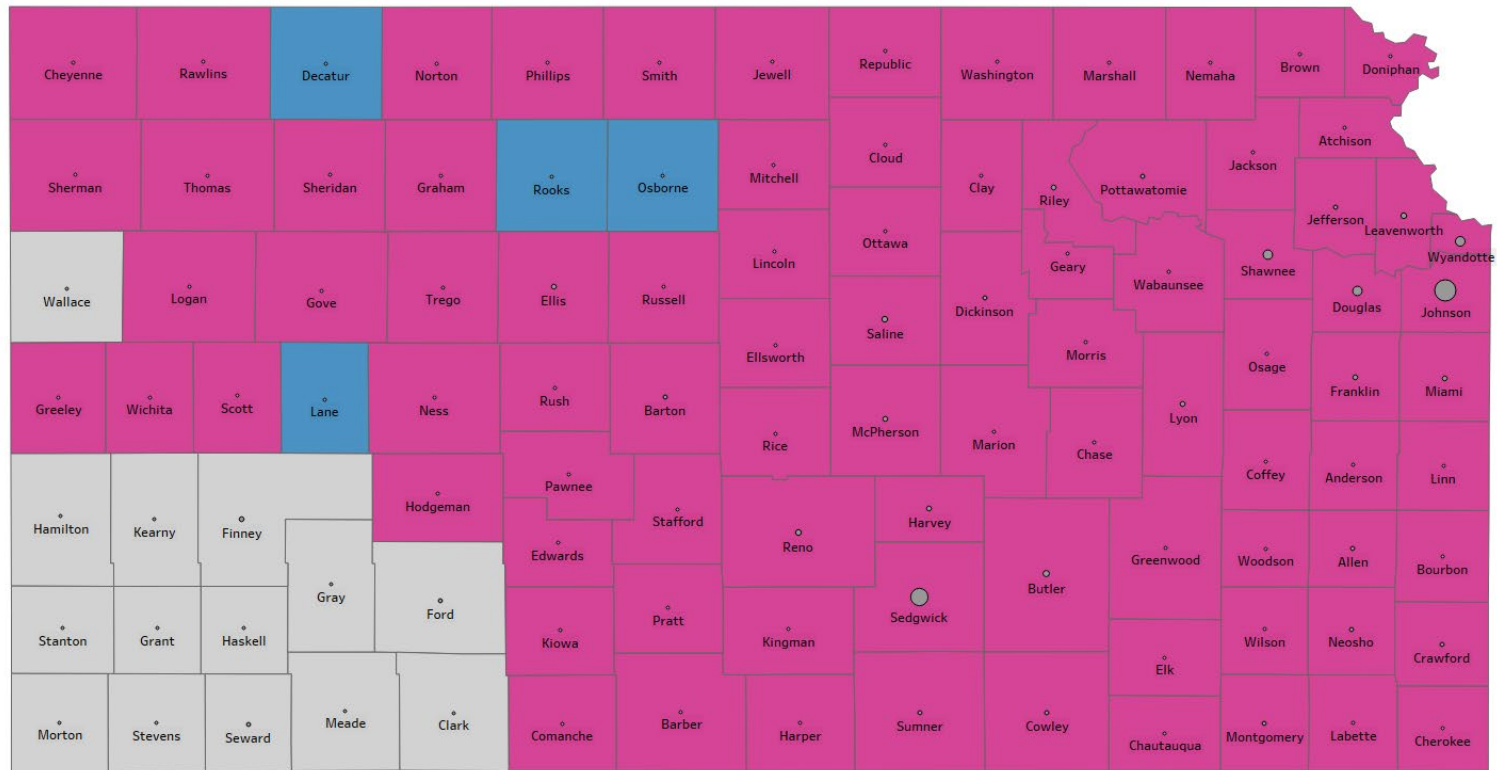 Cheyenne
Rawlins
Decatur
Norton
Phillips
Smith
Jewell
Republic
Washington
Marshall
Nemaha
Brown
Doniphan
Sherman
Thomas
Sheridan
Graham
Rooks
Osborne
Mitchell
Cloud
Clay
Riley
Pottawatomie
Jackson
Atchison
Jefferson
Leavenworth
Wyandotte
Wallace
Logan
Gove
Trego
Ellis
Russell
Lincoln
Ottawa
Dickinson
Geary
Wabaunsee
Shawnee
Douglas
Johnson
Saline
Ellsworth
Morris
Osage
Franklin
Miami
Greeley
Wichita
Scott
Lane
Ness
Rush
Barton
Rice
McPherson
Marion
Chase
Lyon
Coffey
Anderson
Linn
Hamilton
Kearny
Finney
Hodgeman
Pawnee
Stafford
Edwards
Reno
Harvey
Butler
Greenwood
Woodson
Allen
Bourbon
Stanton
Grant
Haskell
Gray
Ford
Kiowa
Pratt
Kingman
Sedgwick
Elk
Wilson
Neosho
Crawford
Morton
Stevens
Seward
Meade
Clark
Comanche
Barber
Harper
Sumner
Cowley
Chautauqua
Montgomery
Labette
Cherokee